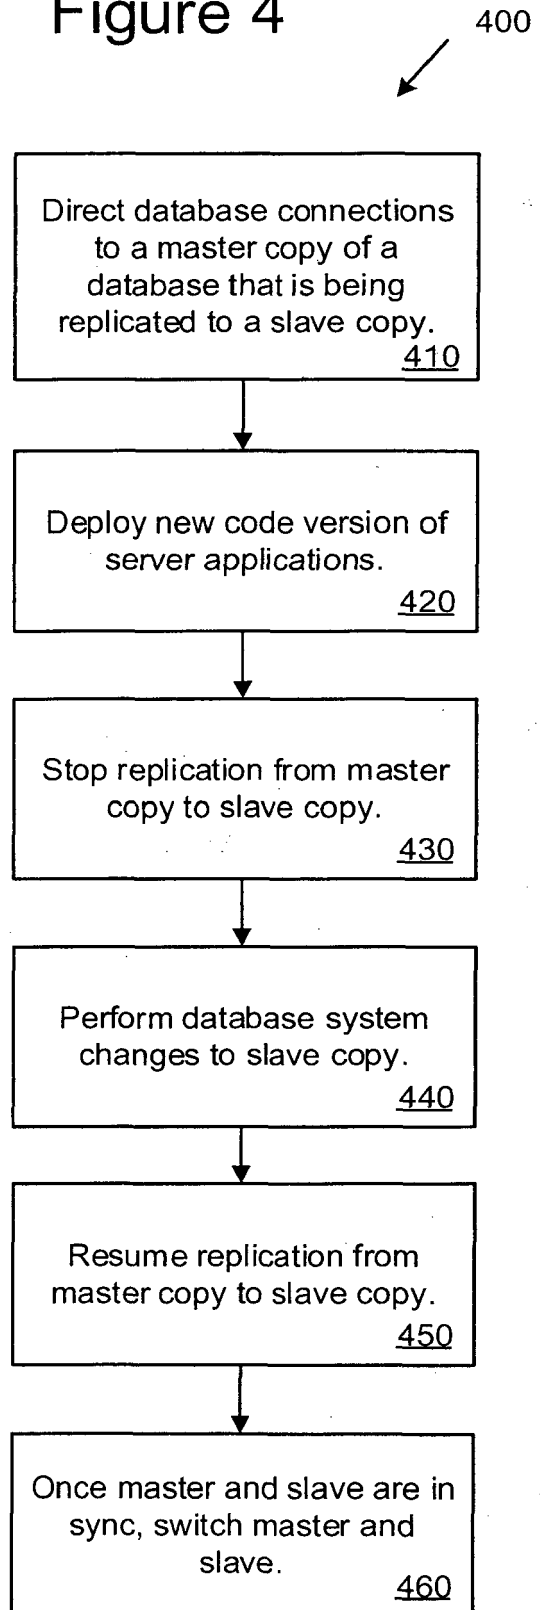 Figure 4
400
Direct database connections
to a master copy of a
database that is being
replicated to a slave copy.
410
Deploy new code version of
server applications.
420
Stop replication from master
copy to slave copy.
430
Perform database system
changes to slave copy.
440
Resume replication from
master copy to slave copy.
450
Once master and slave are in
sync, switch master and
slave.
460